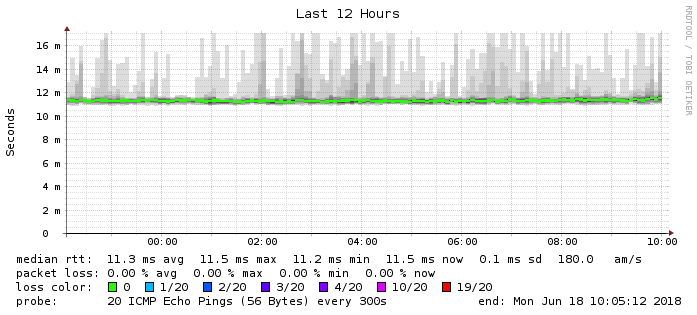 Last 12 Hours
RRDTOOL / TOBI OETIKER
Seconds
16 m
14 m
12 m
10 m
8 m
6 m
4 m
2 m
0
00:00 02:00 04:00 06:00 08:00 10:00
median rtt: 11.3 ms avg 11.5 ms max 11.2 ms min 11.5 ms now 0.1 ms sd 180.0 am/s
packet loss: 0.00 % avg 0.00 % max 0.00 % min 0.00 % now
loss color: 0 1/20 2/20 3/20 4/20 10/20 19/20
probe: 20 ICMP Echo Pings (56 Bytes) every 300s end: Mon Jun 18 10:05:12 2018